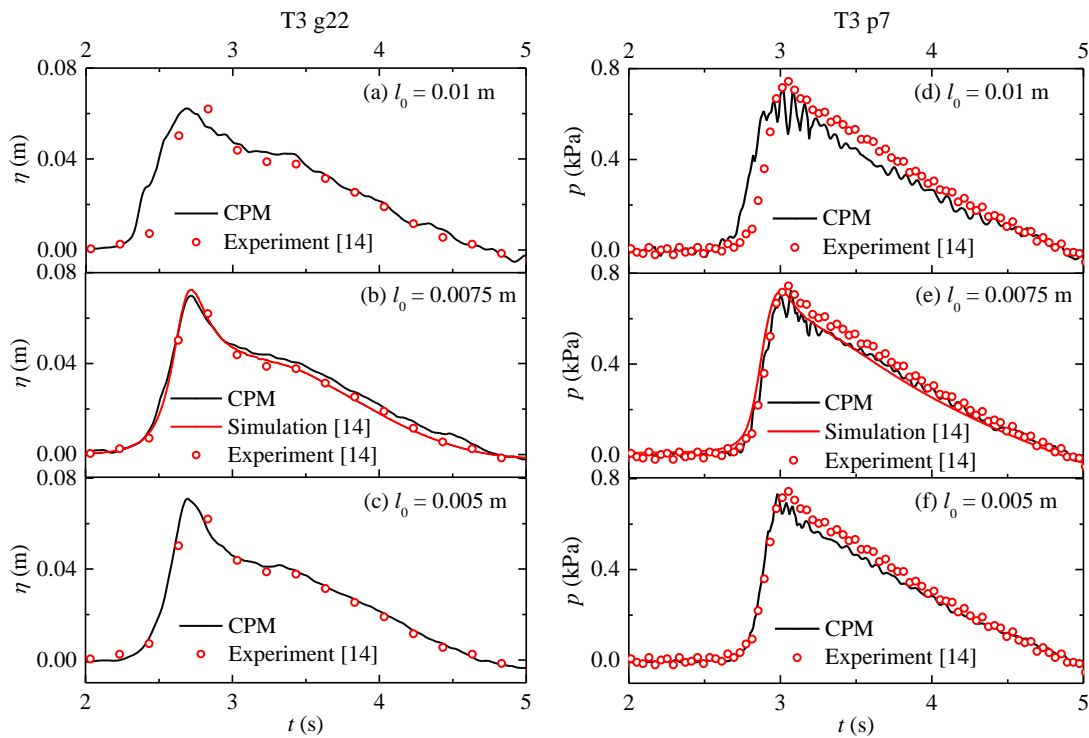 T3 g22
2 3 4 5
0.08
(a) l0 = 0.01 m
η (m)
0.04
CPM
Experiment [14]
0.00
0.08
(b) l0 = 0.0075 m
η (m)
0.04
CPM
Simulation [14]
Experiment [14]
0.00
0.08
(c) l0 = 0.005 m
η (m)
0.04
CPM
Experiment [14]
0.00
2 3 4 5
t (s)
T3 p7
2 3 4 5
0.8
(d) l0 = 0.01 m
p (kPa)
0.4
CPM
Experiment [14]
0.0
0.8
(e) l0 = 0.0075 m
p (kPa)
0.4
CPM
Simulation [14]
Experiment [14]
0.0
0.8
(f) l0 = 0.005 m
p (kPa)
0.4
CPM
Experiment [14]
0.0
2 3 4 5
t (s)